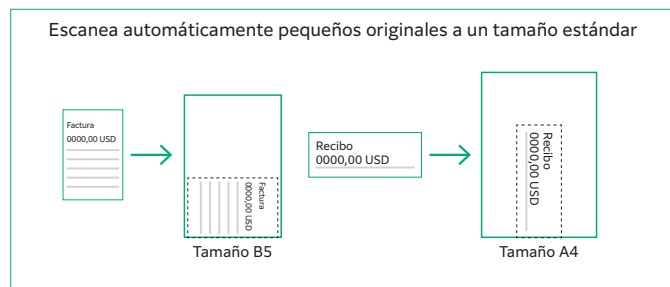 Escanea automáticamente pequeños originales a un tamaño estándar
Factura
0000,00 USD
Factura
0000,00 USD
Tamaño B5
Recibo
0000,00 USD
Recibo
0000,00 USD
Tamaño A4